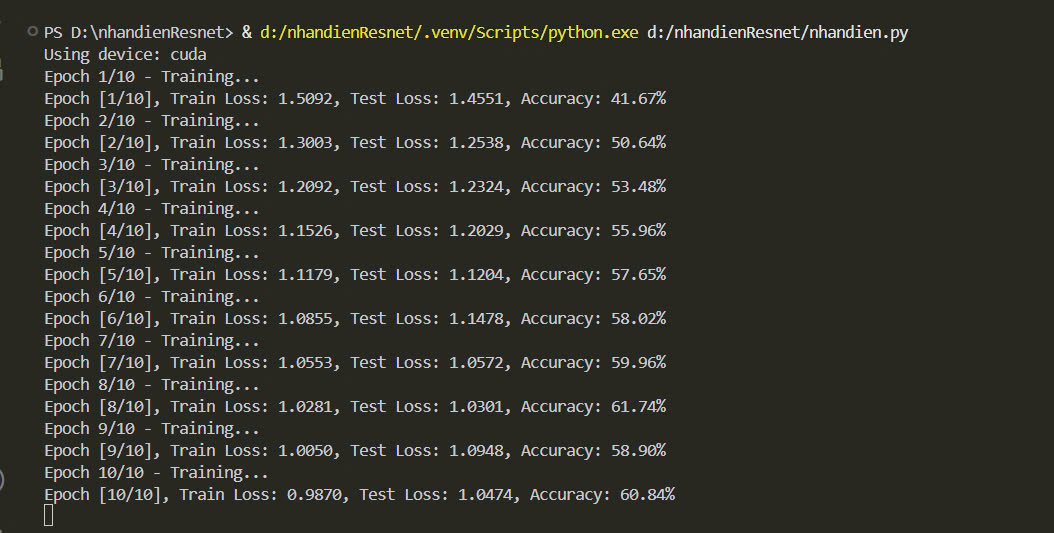 PS D:\nhandienResnet> & d:/nhandienResnet/.venv/Scripts/python.exe d:/nhandienResnet/nhandien.py
Using device: cuda
Epoch 1/10 - Training...
Epoch [1/10], Train Loss: 1.5092, Test Loss: 1.4551, Accuracy: 41.67%
Epoch 2/10 - Training...
Epoch [2/10], Train Loss: 1.3003, Test Loss: 1.2538, Accuracy: 50.64%
Epoch 3/10 - Training...
Epoch [3/10], Train Loss: 1.2092, Test Loss: 1.2324, Accuracy: 53.48%
Epoch 4/10 - Training...
Epoch [4/10], Train Loss: 1.1526, Test Loss: 1.2029, Accuracy: 55.96%
Epoch 5/10 - Training...
Epoch [5/10], Train Loss: 1.1179, Test Loss: 1.1204, Accuracy: 57.65%
Epoch 6/10 - Training...
Epoch [6/10], Train Loss: 1.0855, Test Loss: 1.1478, Accuracy: 58.02%
Epoch 7/10 - Training...
Epoch [7/10], Train Loss: 1.0553, Test Loss: 1.0572, Accuracy: 59.96%
Epoch 8/10 - Training...
Epoch [8/10], Train Loss: 1.0281, Test Loss: 1.0301, Accuracy: 61.74%
Epoch 9/10 - Training...
Epoch [9/10], Train Loss: 1.0050, Test Loss: 1.0948, Accuracy: 58.90%
Epoch 10/10 - Training...
Epoch [10/10], Train Loss: 0.9870, Test Loss: 1.0474, Accuracy: 60.84%